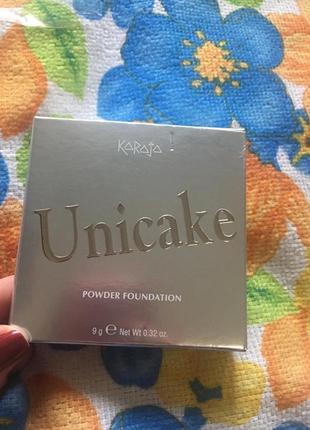 KaRaja
Unicake
POWDER FOUNDATION
9 g e Net Wt 0.32 oz.